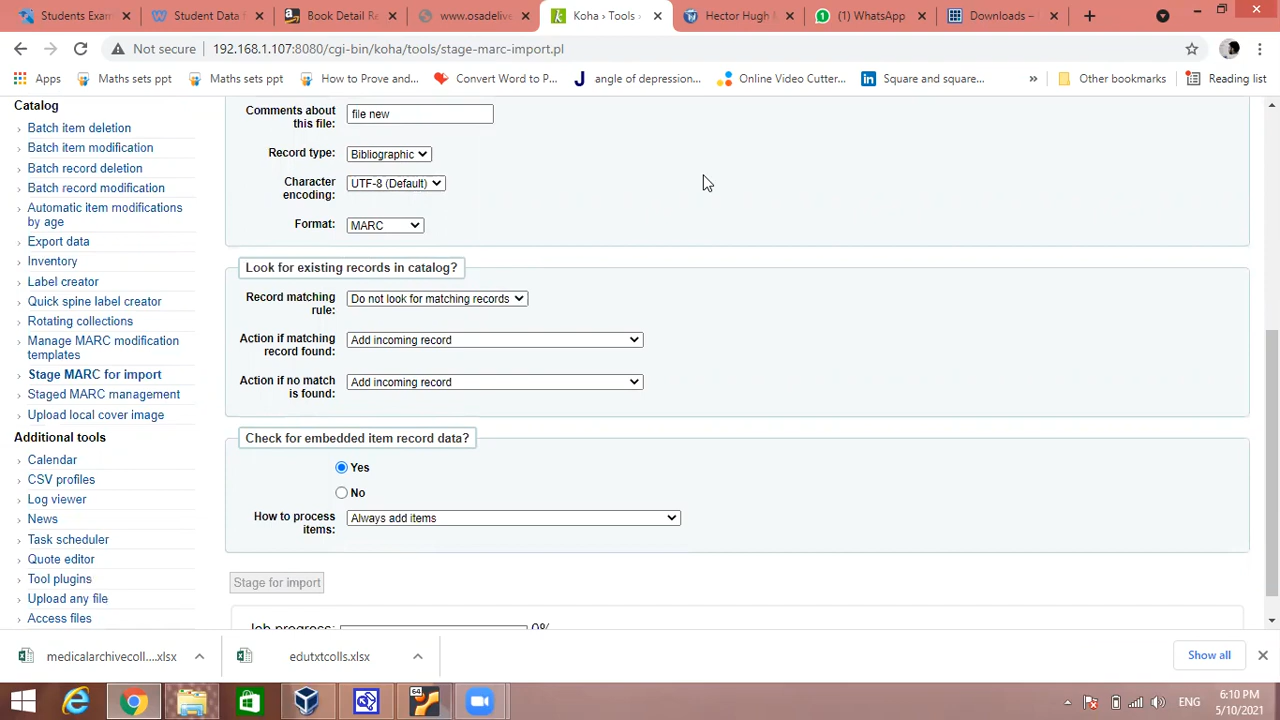 Students Exam
Student Data F
Book Detail Re
www.osadelive
Koha › Tools
Hector Hugh M
(1) WhatsApp
Downloads –
Not secure 192.168.1.107:8080/cgi-bin/koha/tools/stage-marc-import.pl
Apps
Maths sets ppt
Maths sets ppt
How to Prove and...
Convert Word to P...
angle of depression...
Online Video Cutter...
Square and square...
»
Other bookmarks
Reading list
Catalog
Batch item deletion
Batch item modification
Batch record deletion
Batch record modification
Automatic item modifications
by age
Export data
Inventory
Label creator
Quick spine label creator
Rotating collections
Manage MARC modification
templates
Stage MARC for import
Staged MARC management
Upload local cover image
Additional tools
Calendar
CSV profiles
Log viewer
News
Task scheduler
Quote editor
Tool plugins
Upload any file
Access files
Comments about
this file:
file new
Record type:
Bibliographic
Character
encoding:
UTF-8 (Default)
Format:
MARC
Look for existing records in catalog?
Record matching
rule:
Do not look for matching records
Action if matching
record found:
Add incoming record
Action if no match
is found:
Add incoming record
Check for embedded item record data?
Yes
No
How to process
items:
Always add items
Stage for import
Job progress:
0%
medicalarchivecoll....xlsx
edutxtcolls.xlsx
Show all
64
ENG
6:10 PM
5/10/2021